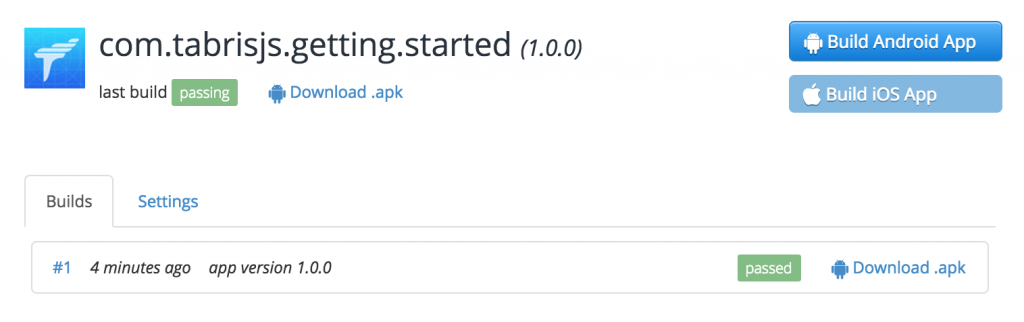 com.tabrisjs.getting.started (1.0.0)
Build Android App
last build passing Download .apk
Build iOS App
Builds Settings
#1 4 minutes ago app version 1.0.0 passed Download .apk